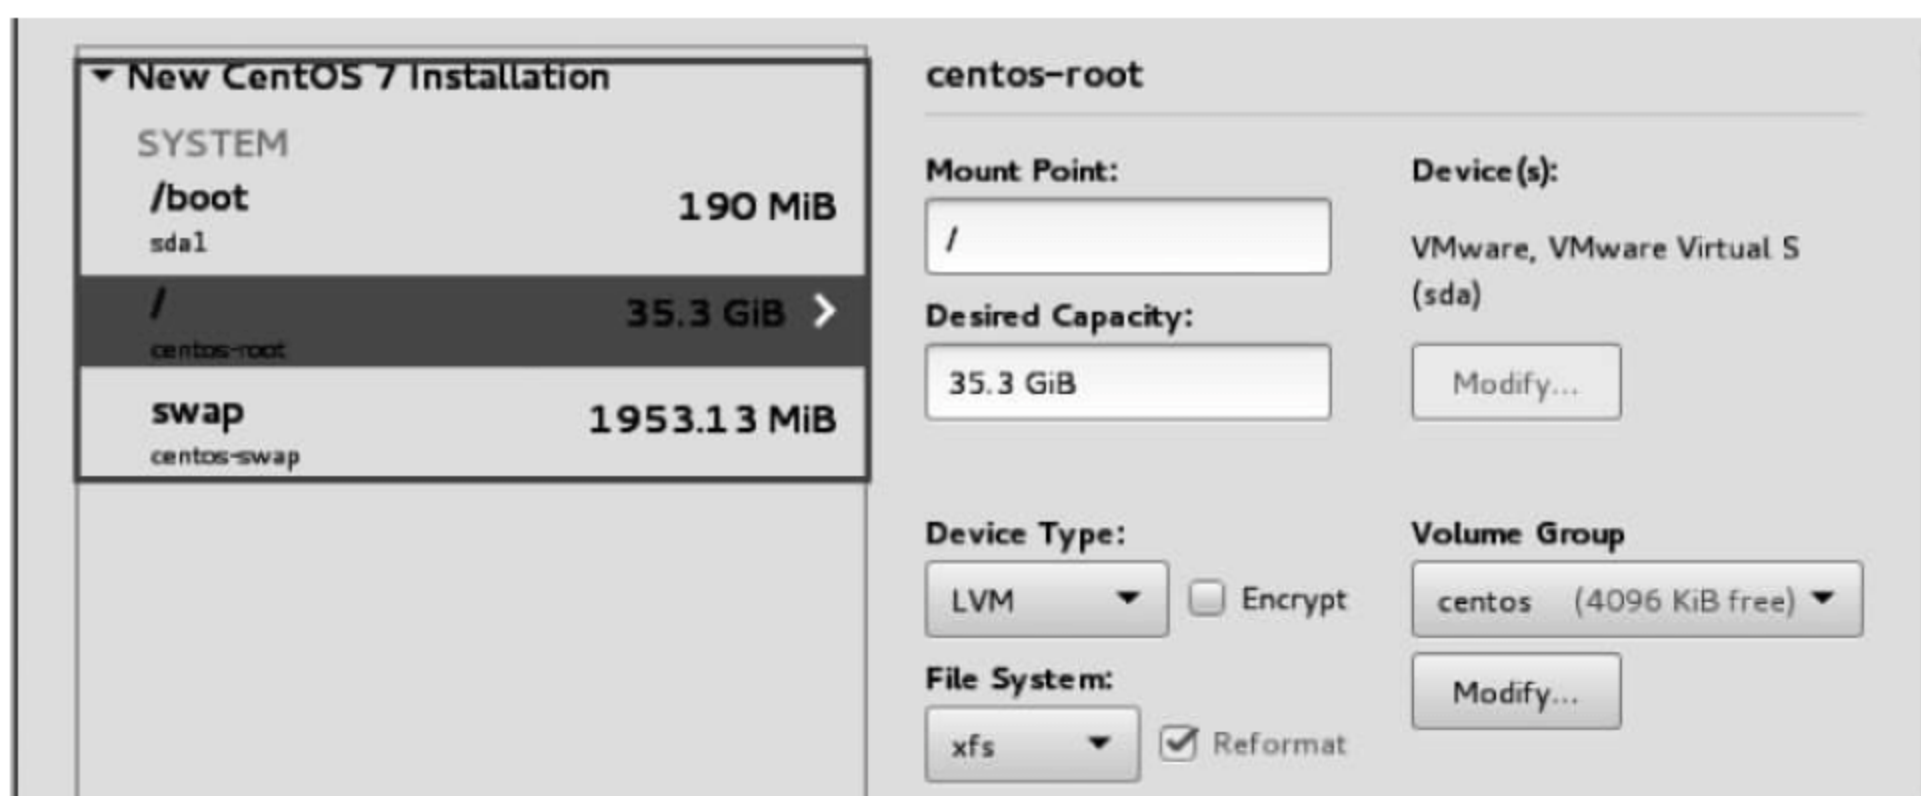 New CentOS 7 Installation
SYSTEM
/boot
190 MiB
sda1
/
35.3 GiB
centos-root
swap
1953.13 MiB
centos-swap
centos-root
Mount Point:
/
Desired Capacity:
35.3 GiB
Device(s):
VMware, VMware Virtual S
(sda)
Modify...
Device Type:
LVM
Encrypt
Volume Group
centos (4096 KiB free)
Modify...
File System:
xfs
Reformat